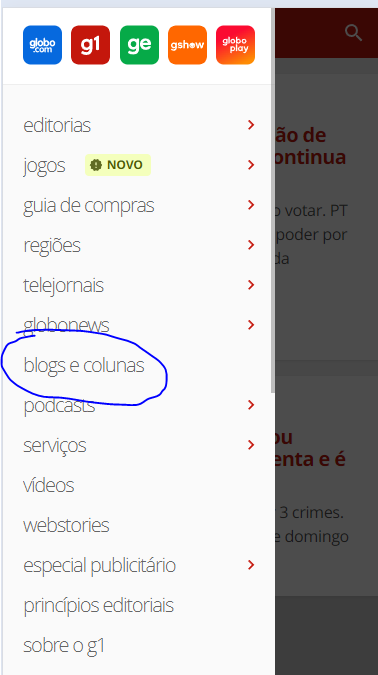 globo
.com
g1
ge
gshow
globo
play
editorias
jogos NOVO
guia de compras
regiões
telejornais
globonews
blogs e colunas
podcasts
serviços
vídeos
webstories
especial publicitário
princípios editoriais
sobre o g1
ão de
ontinua
o votar. PT
poder por
da
ou
enta e é
3 crimes.
e domingo